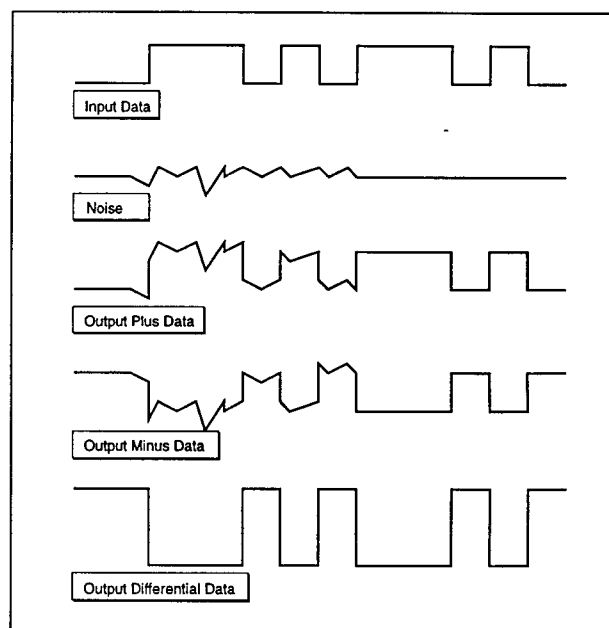 Input Data
Noise
Output Plus Data
Output Minus Data
Output Differential Data